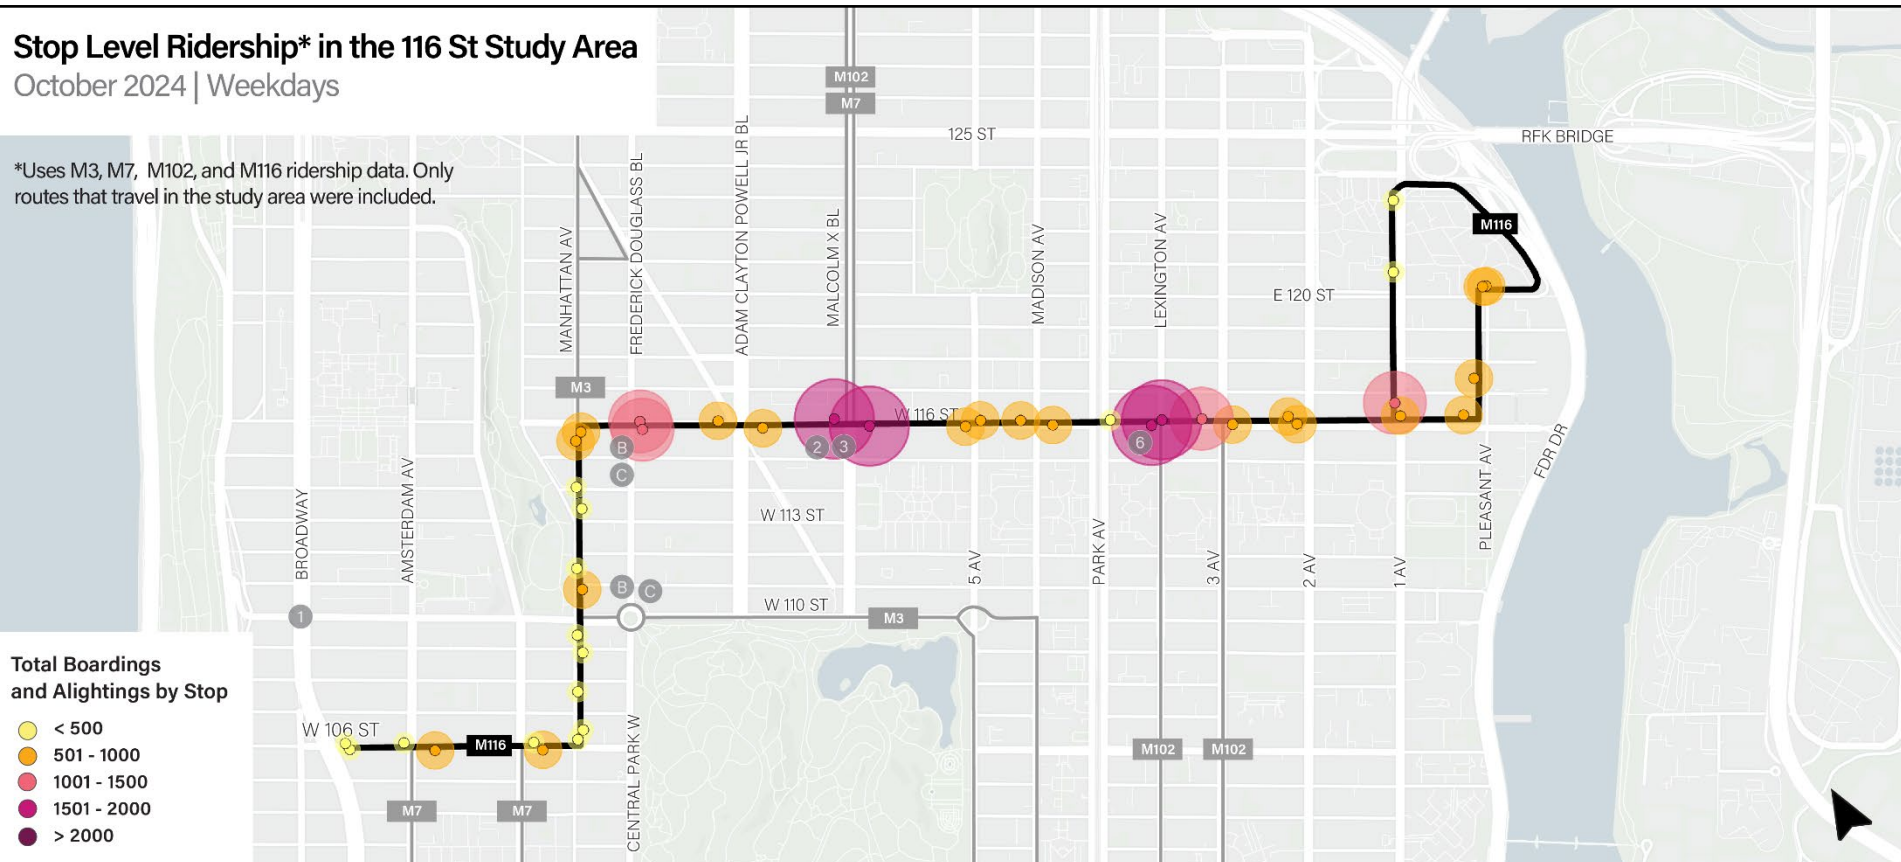 Stop Level Ridership* in the 116 St Study Area
October 2024 | Weekdays
*Uses M3, M7,  M102, and M116 ridership data. Only
routes that travel in the study area were included.
M102
M7
125 ST
RFK BRIDGE
MANHATTAN AV
FREDERICK DOUGLASS BL
ADAM CLAYTON POWELL JR BL
MALCOLM X BL
MADISON AV
LEXINGTON AV
E 120 ST
M116
M3
W 116 ST
B
C
2
3
6
BROADWAY
AMSTERDAM AV
W 113 ST
5 AV
PARK AV
3 AV
2 AV
1 AV
PLEASANT AV
FDR DR
B
C
1
W 110 ST
M3
W 106 ST
M116
CENTRAL PARK W
M102
M102
M7
M7
Total Boardings
and Alightings by Stop
< 500
501 - 1000
1001 - 1500
1501 - 2000
> 2000